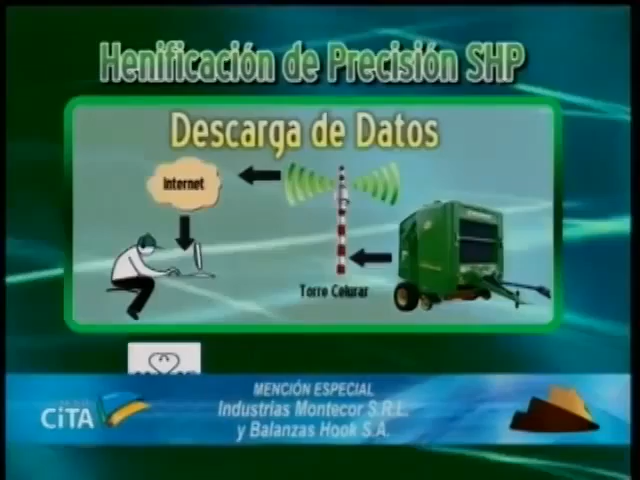 Henificación de Precisión SHP
Descarga de Datos
Internet
Torre Celurar
MENCIÓN ESPECIAL
Industrias Montecor S.R.L.
y Balanzas Hook S.A.
CiTA